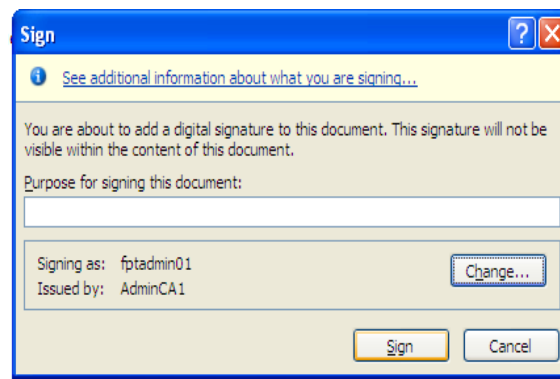 Sign
See additional information about what you are signing...
You are about to add a digital signature to this document. This signature will not be
visible within the content of this document.
Purpose for signing this document:
Signing as: fptadmin01
Issued by: AdminCA1
Change...
Sign
Cancel